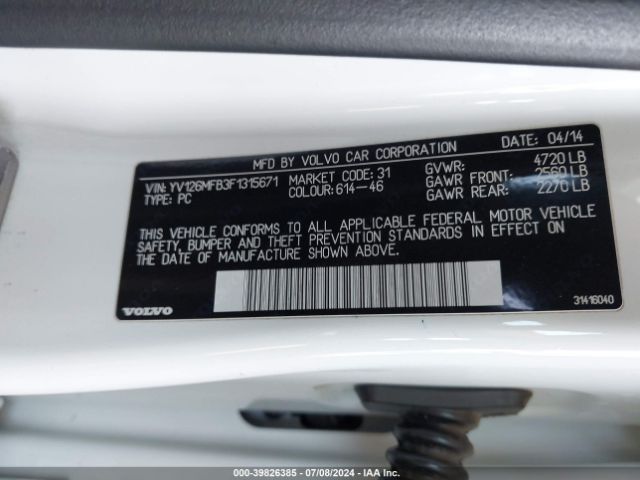 MFD BY VOLVO CAR CORPORATION DATE: 04/14
VIN: YV126MFB3F1315671 MARKET CODE: 31 GVWR: 4720 LB
TYPE: PC COLOUR: 614-46 GAWR FRONT: 2560 LB
GAWR REAR: 2270 LB
THIS VEHICLE CONFORMS TO ALL APPLICABLE FEDERAL MOTOR VEHICLE
SAFETY, BUMPER AND THEFT PREVENTION STANDARDS IN EFFECT ON
THE DATE OF MANUFACTURE SHOWN ABOVE.
VOLVO 31416040
000-39826385 - 07/08/2024 - IAA Inc.